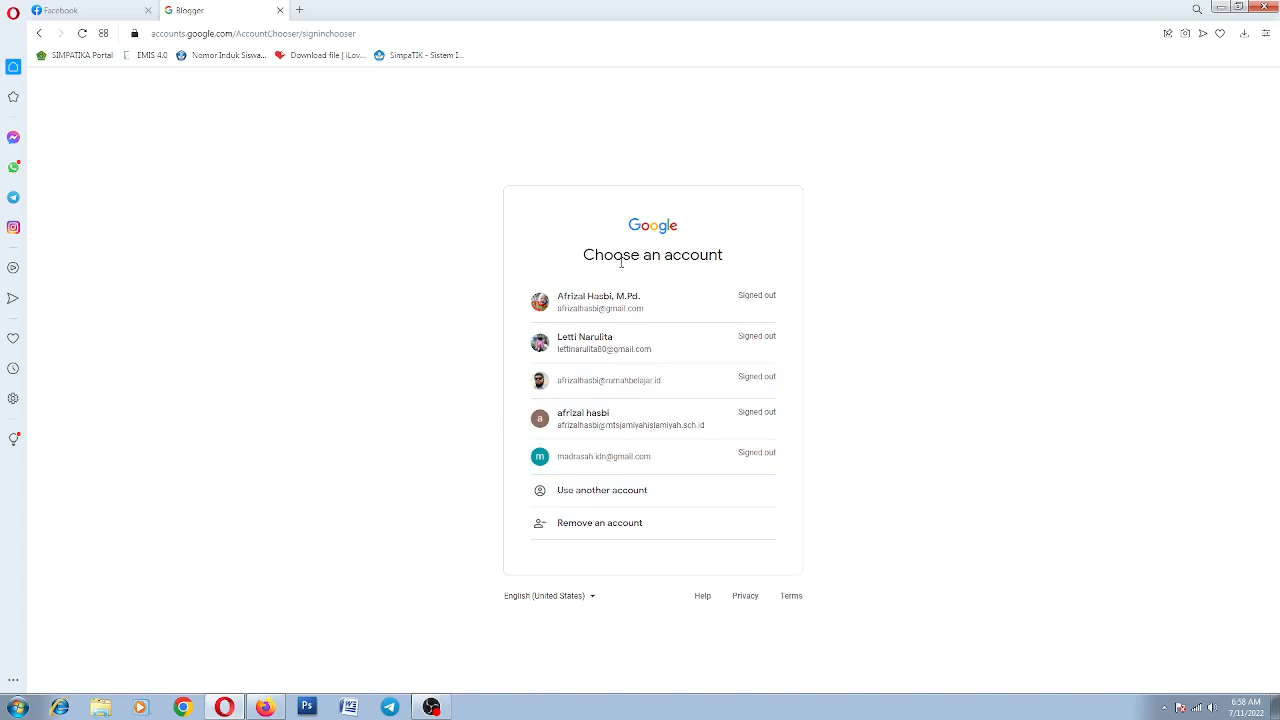 Facebook
Blogger
accounts.google.com/AccountChooser/signinchooser
SIMPATIKA Portal
E EMIS 4.0
Nomor Induk Siswa...
Download file | iLov...
SimpaTIK - Sistem I...
Google
Choose an account
Afrizal Hasbi, M.Pd.
Signed out
afrizalhasbi@gmail.com
Letti Narulita
Signed out
lettinarulita80@gmail.com
afrizalhasbi@rumahbelajar.id
Signed out
a
afrizal hasbi
Signed out
afrizalhasbi@mtsjamiyahislamiyah.sch.id
m
madrasah.idn@gmail.com
Signed out
Use another account
Remove an account
English (United States)
Help
Privacy
Terms
Ps
6:38 AM
7/11/2022